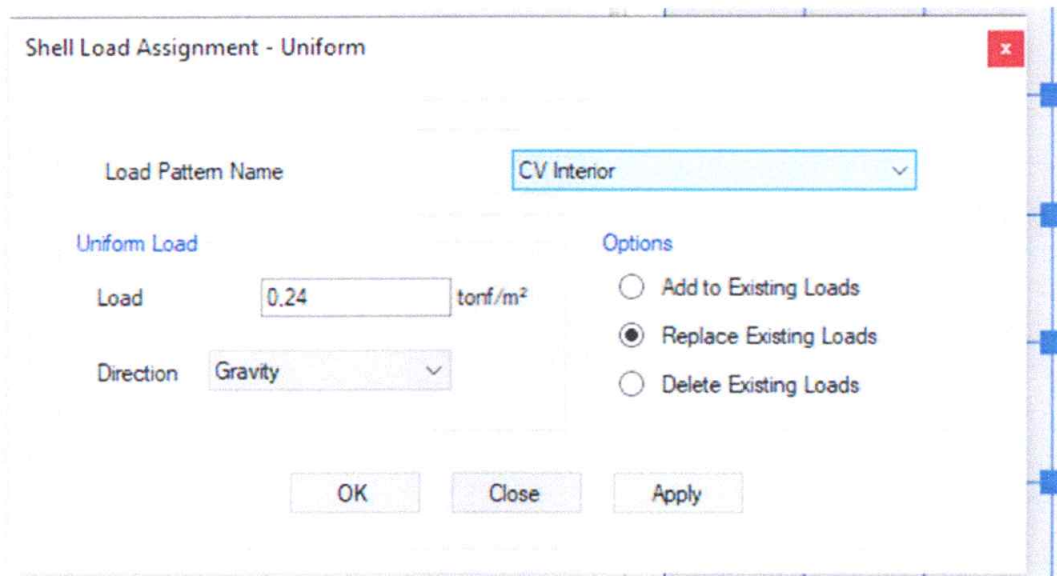 Shell Load Assignment - Uniform
x
Load Pattern Name
CV Interior
Uniform Load
Load
0,24
tonf/m²
Direction
Gravity
Options
Add to Existing Loads
Replace Existing Loads
Delete Existing Loads
OK
Close
Apply